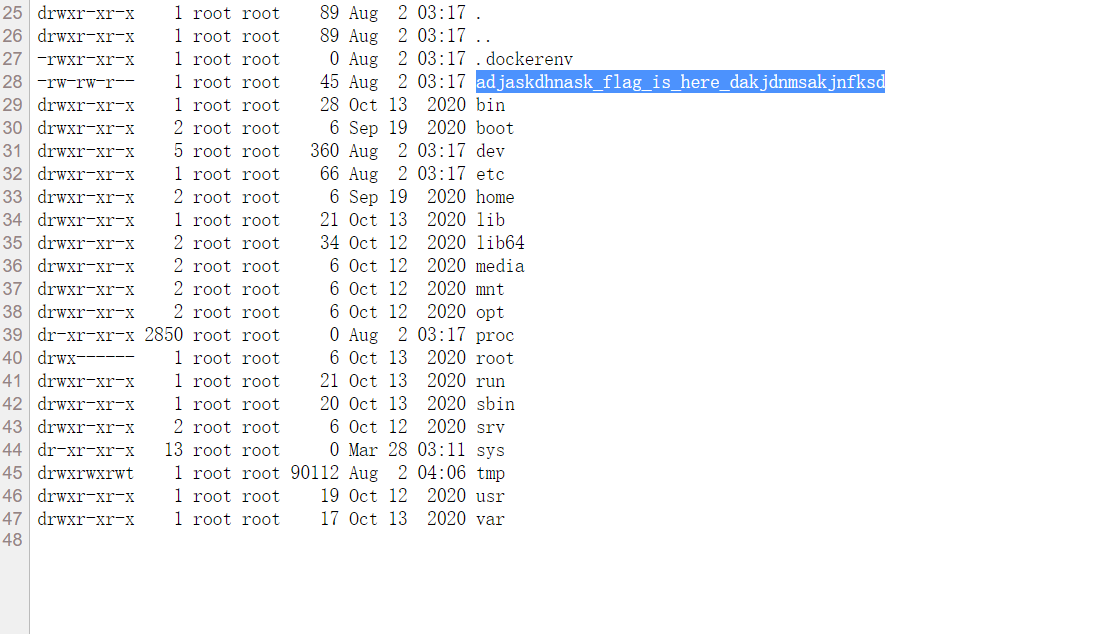 25 drwxr-xr-x    1 root root    89 Aug  2 03:17 .
26 drwxr-xr-x    1 root root    89 Aug  2 03:17 ..
27 -rwxr-xr-x    1 root root     0 Aug  2 03:17 .dockerenv
28 -rw-rw-r--    1 root root    45 Aug  2 03:17 adjaskdhnask_flag_is_here_dakjdnmsakjnfksd
29 drwxr-xr-x    1 root root    28 Oct 13  2020 bin
30 drwxr-xr-x    2 root root     6 Sep 19  2020 boot
31 drwxr-xr-x    5 root root   360 Aug  2 03:17 dev
32 drwxr-xr-x    1 root root    66 Aug  2 03:17 etc
33 drwxr-xr-x    2 root root     6 Sep 19  2020 home
34 drwxr-xr-x    1 root root    21 Oct 13  2020 lib
35 drwxr-xr-x    2 root root    34 Oct 12  2020 lib64
36 drwxr-xr-x    2 root root     6 Oct 12  2020 media
37 drwxr-xr-x    2 root root     6 Oct 12  2020 mnt
38 drwxr-xr-x    2 root root     6 Oct 12  2020 opt
39 dr-xr-xr-x 2850 root root     0 Aug  2 03:17 proc
40 drwx------    1 root root     6 Oct 13  2020 root
41 drwxr-xr-x    1 root root    21 Oct 13  2020 run
42 drwxr-xr-x    1 root root    20 Oct 13  2020 sbin
43 drwxr-xr-x    2 root root     6 Oct 12  2020 srv
44 dr-xr-xr-x   13 root root     0 Mar 28 03:11 sys
45 drwxrwxrwt    1 root root 90112 Aug  2 04:06 tmp
46 drwxr-xr-x    1 root root    19 Oct 12  2020 usr
47 drwxr-xr-x    1 root root    17 Oct 13  2020 var
48